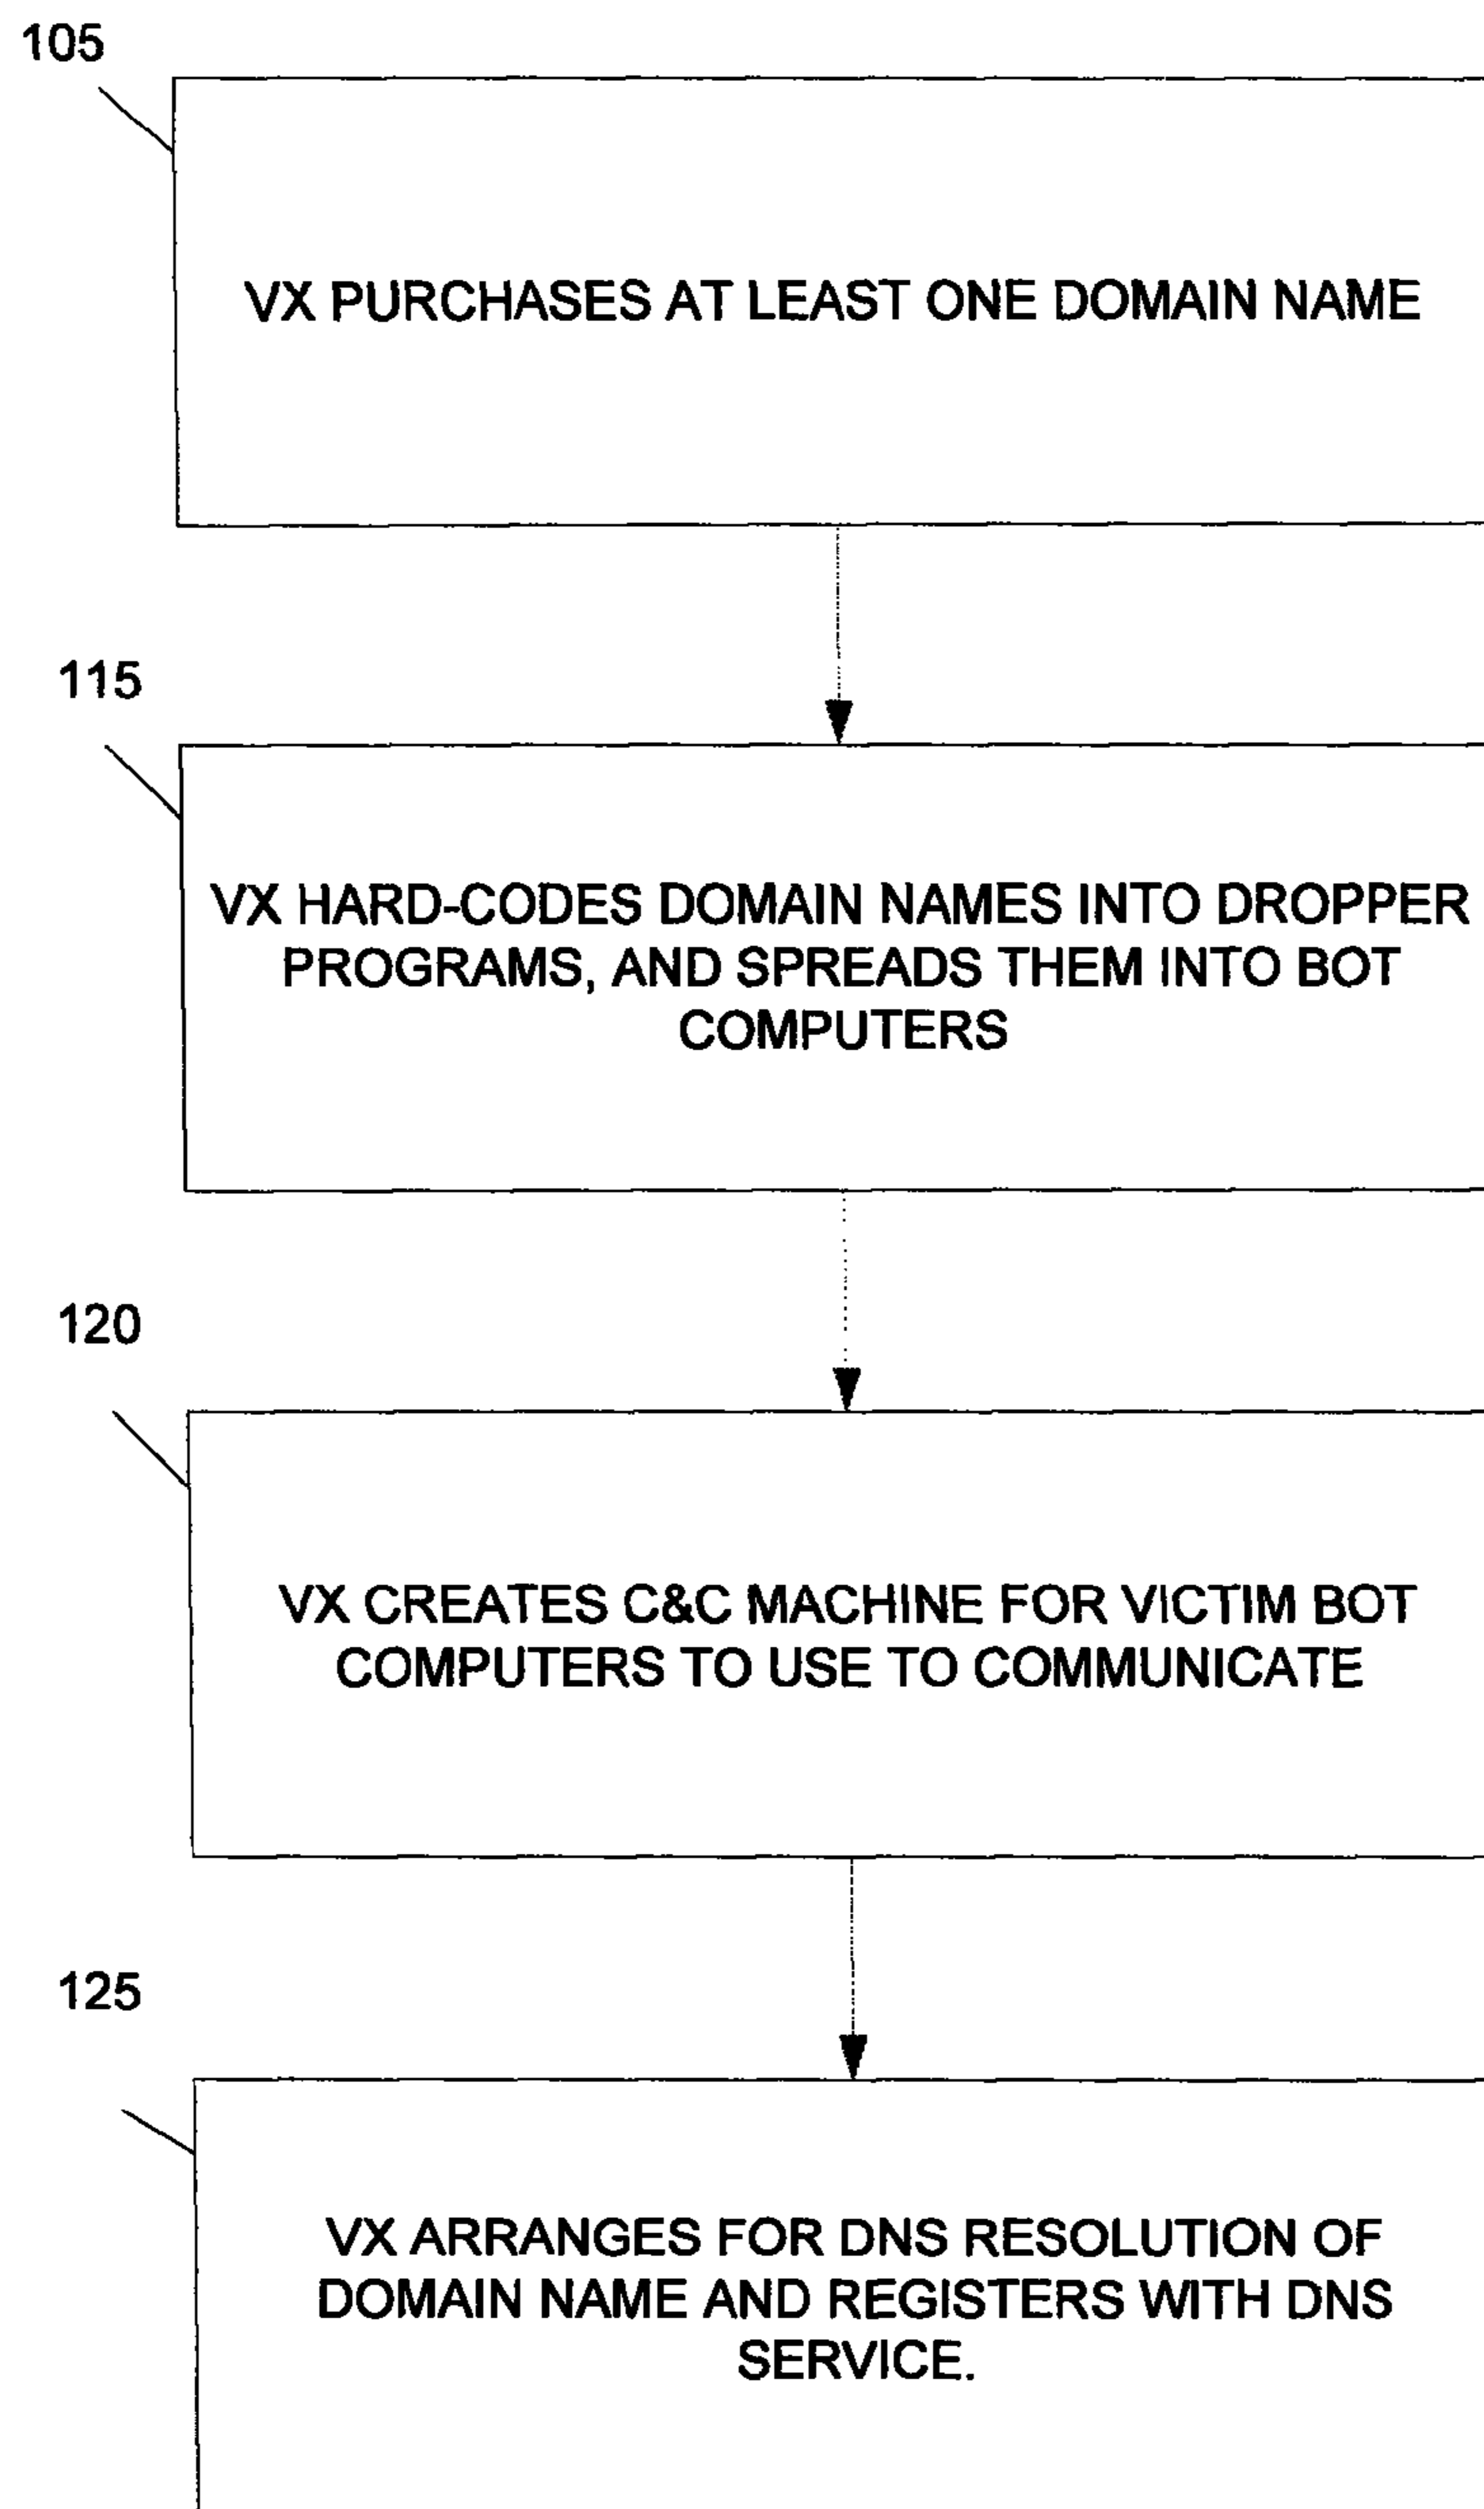 105
VX PURCHASES AT LEAST ONE DOMAIN NAME
115
VX HARD-CODES DOMAIN NAMES INTO DROPPER
PROGRAMS, AND SPREADS THEM INTO BOT
COMPUTERS
120
VX CREATES C&C MACHINE FOR VICTIM BOT
COMPUTERS TO USE TO COMMUNICATE
125
VX ARRANGES FOR DNS RESOLUTION OF
DOMAIN NAME AND REGISTERS WITH DNS
SERVICE.